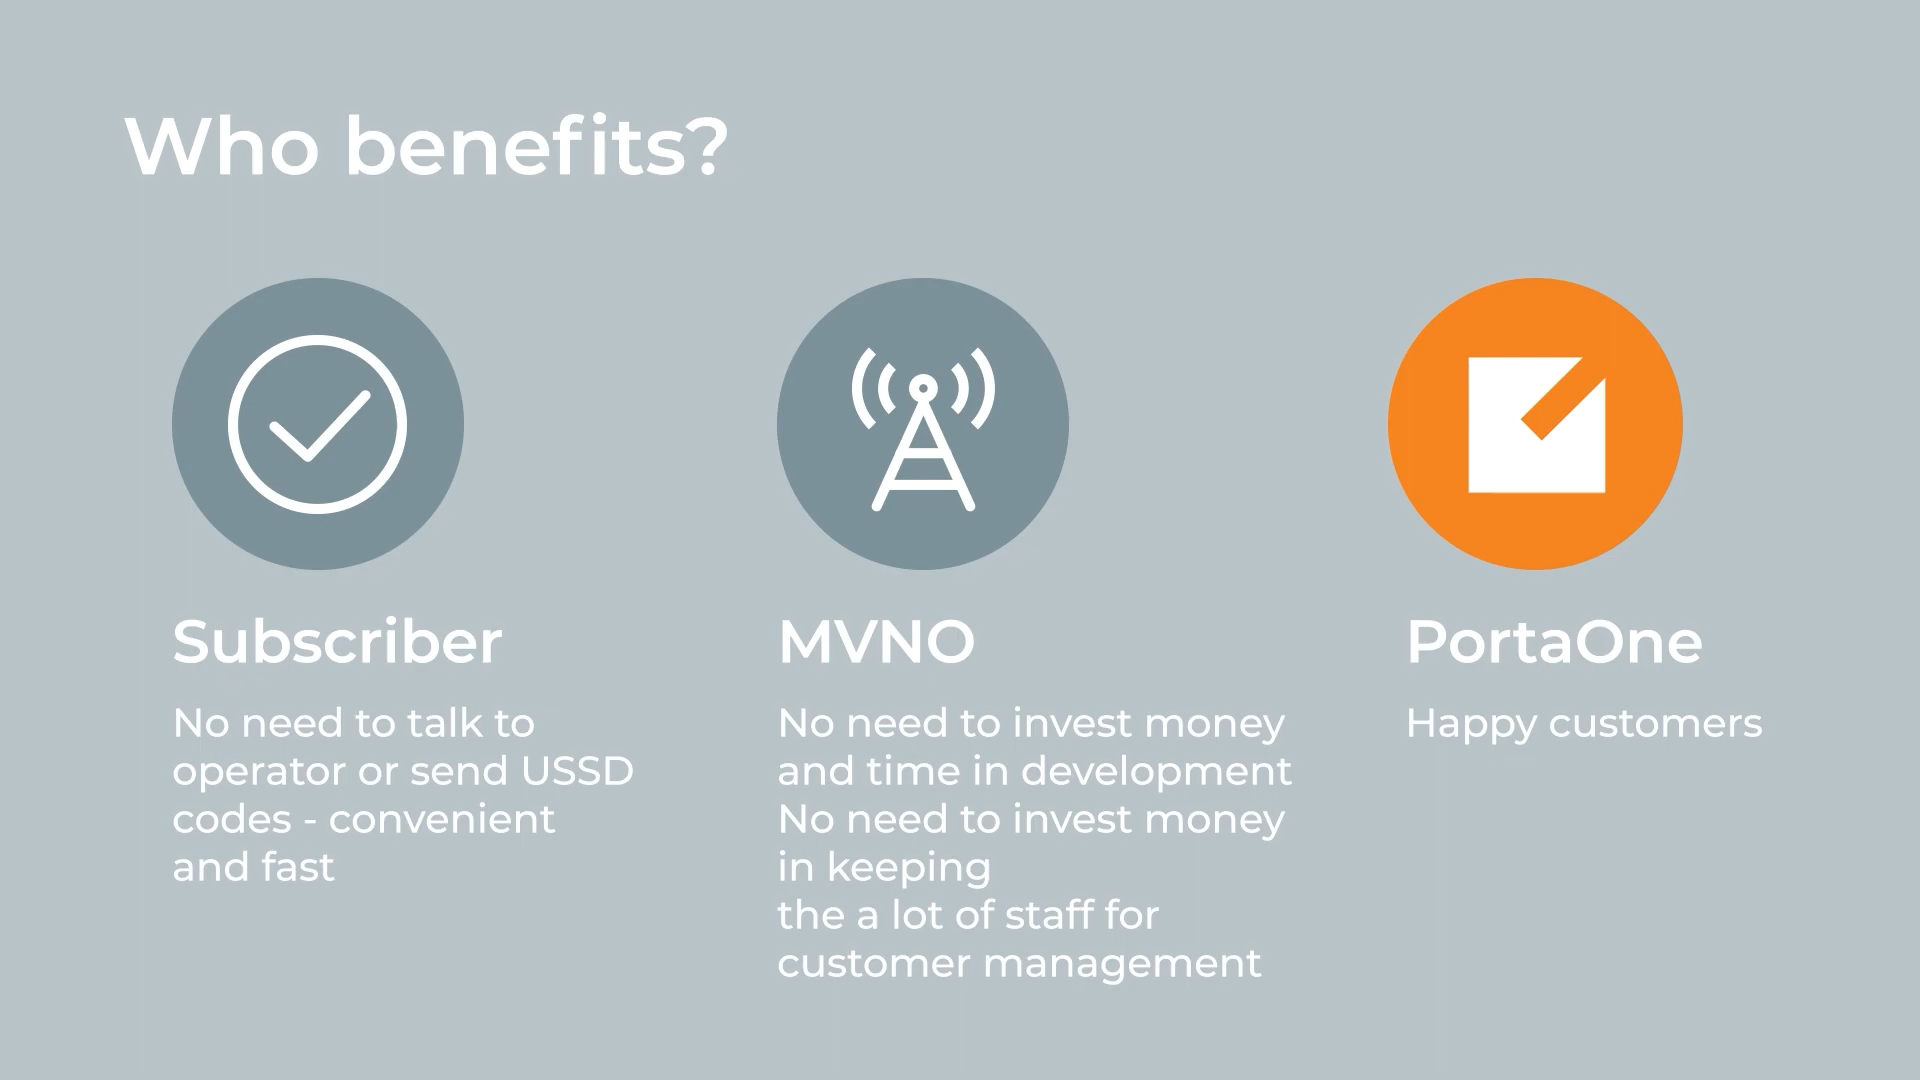 Who benefits?
Subscriber
No need to talk to
operator or send USSD
codes - convenient
and fast
MVNO
No need to invest money
and time in development
No need to invest money
in keeping
the a lot of staff for
customer management
PortaOne
Happy customers